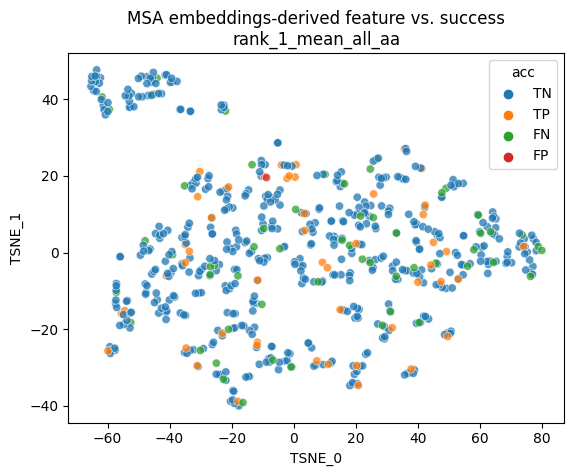 MSA embeddings-derived feature vs. success
rank_1_mean_all_aa
acc
TN
TP
FN
FP
TSNE_1
40
20
0
−20
−40
−60 −40 −20 0 20 40 60 80
TSNE_0